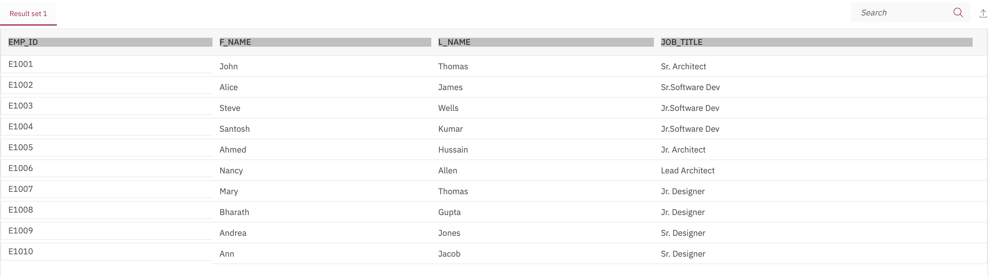 Result set 1
Search
EMP_ID F_NAME L_NAME JOB_TITLE
E1001 John Thomas Sr. Architect
E1002 Alice James Sr.Software Dev
E1003 Steve Wells Jr.Software Dev
E1004 Santosh Kumar Jr.Software Dev
E1005 Ahmed Hussain Jr. Architect
E1006 Nancy Allen Lead Architect
E1007 Mary Thomas Jr. Designer
E1008 Bharath Gupta Jr. Designer
E1009 Andrea Jones Sr. Designer
E1010 Ann Jacob Sr. Designer